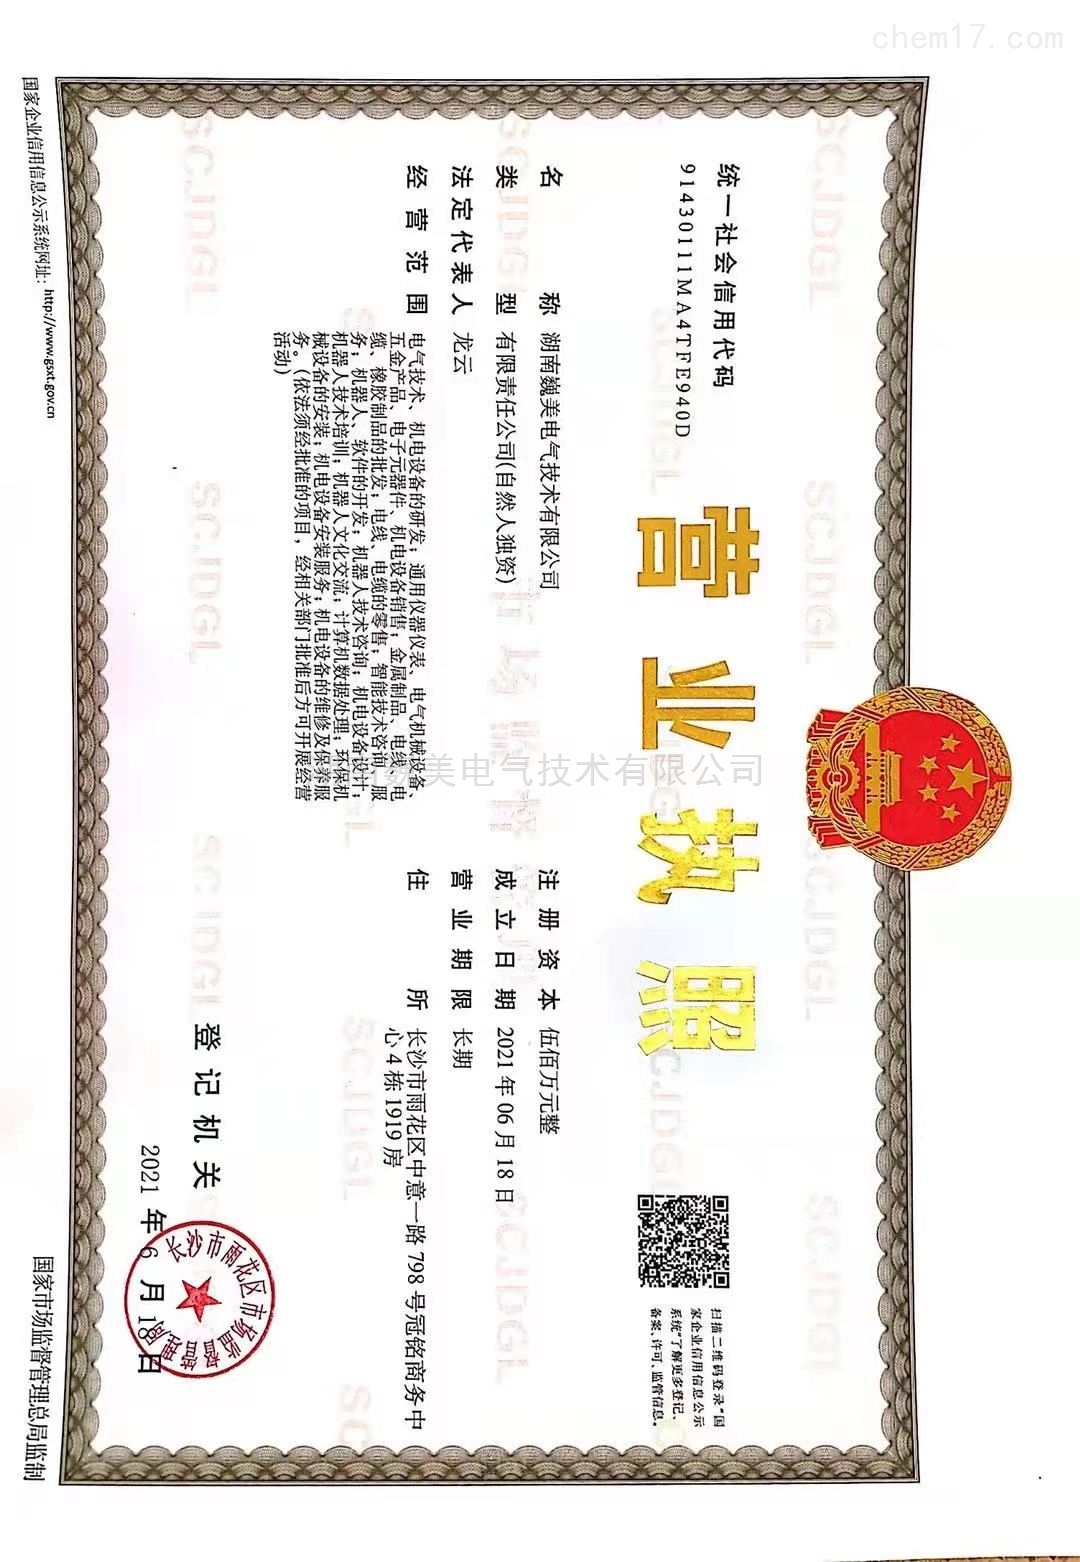 chem17.com
统一社会信用代码
91430111MA4TFE940D
营业执照
扫描二维码登录“国
家企业信用信息公示
系统”了解更多登记、
备案、许可、监管信息。
名称 湖南巍美电气技术有限公司
类型 有限责任公司(自然人独资)
法定代表人 龙云
经营范围 电气技术、机电设备的研发；通用仪器仪表、电气机械设备、
五金产品、电子元器件、机电设备销售；金属制品、电线、电
缆、橡胶制品的批发；电线、电缆的零售；智能技术咨询、服
务；机器人、软件的开发；机器人技术咨询；机电设备设计；
机器人技术培训；机器人文化交流；计算机数据处理；环保机
械设备的安装；机电设备安装服务；机电设备的维修及保养服
务。（依法须经批准的项目，经相关部门批准后方可开展经营
活动）
注册资本 伍佰万元整
成立日期 2021年06月18日
营业期限 长期
住所 长沙市雨花区中意一路798号冠铭商务中
心4栋1919房
湖南巍美电气技术有限公司
SCJDGL
市场监督管理
登记机关
长沙市雨花区市场监督管理局
2021年6月18日
国家企业信用信息公示系统网址：http://www.gsxt.gov.cn
国家市场监督管理总局监制